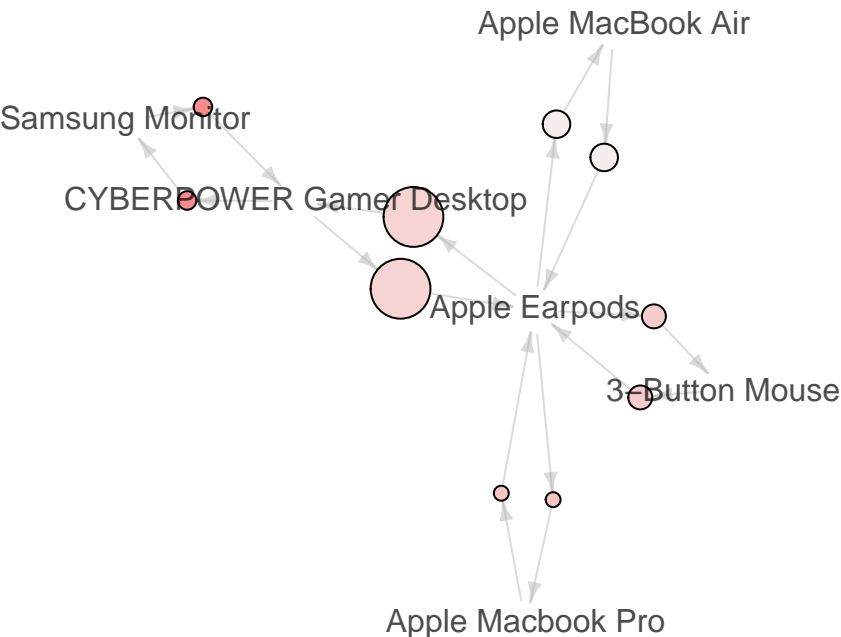 Apple MacBook Air
Samsung Monitor
CYBERPOWER Gamer Desktop
Apple Earpods
3−Button Mouse
Apple Macbook Pro